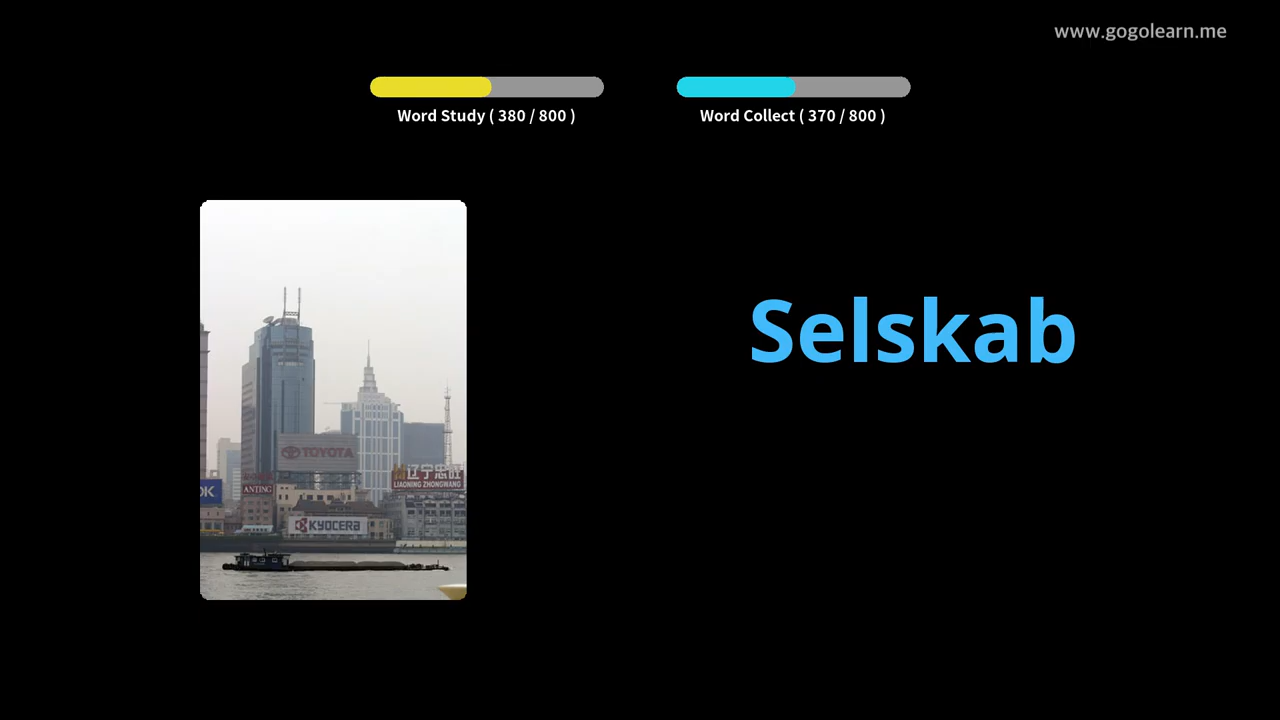 www.gogolearn.me
Word Study ( 380 / 800 )
Word Collect ( 370 / 800 )
Selskab
TOYOTA
辽宁忠旺
LIAONING ZHONGWANG
OK
ANTING
KYOCERA